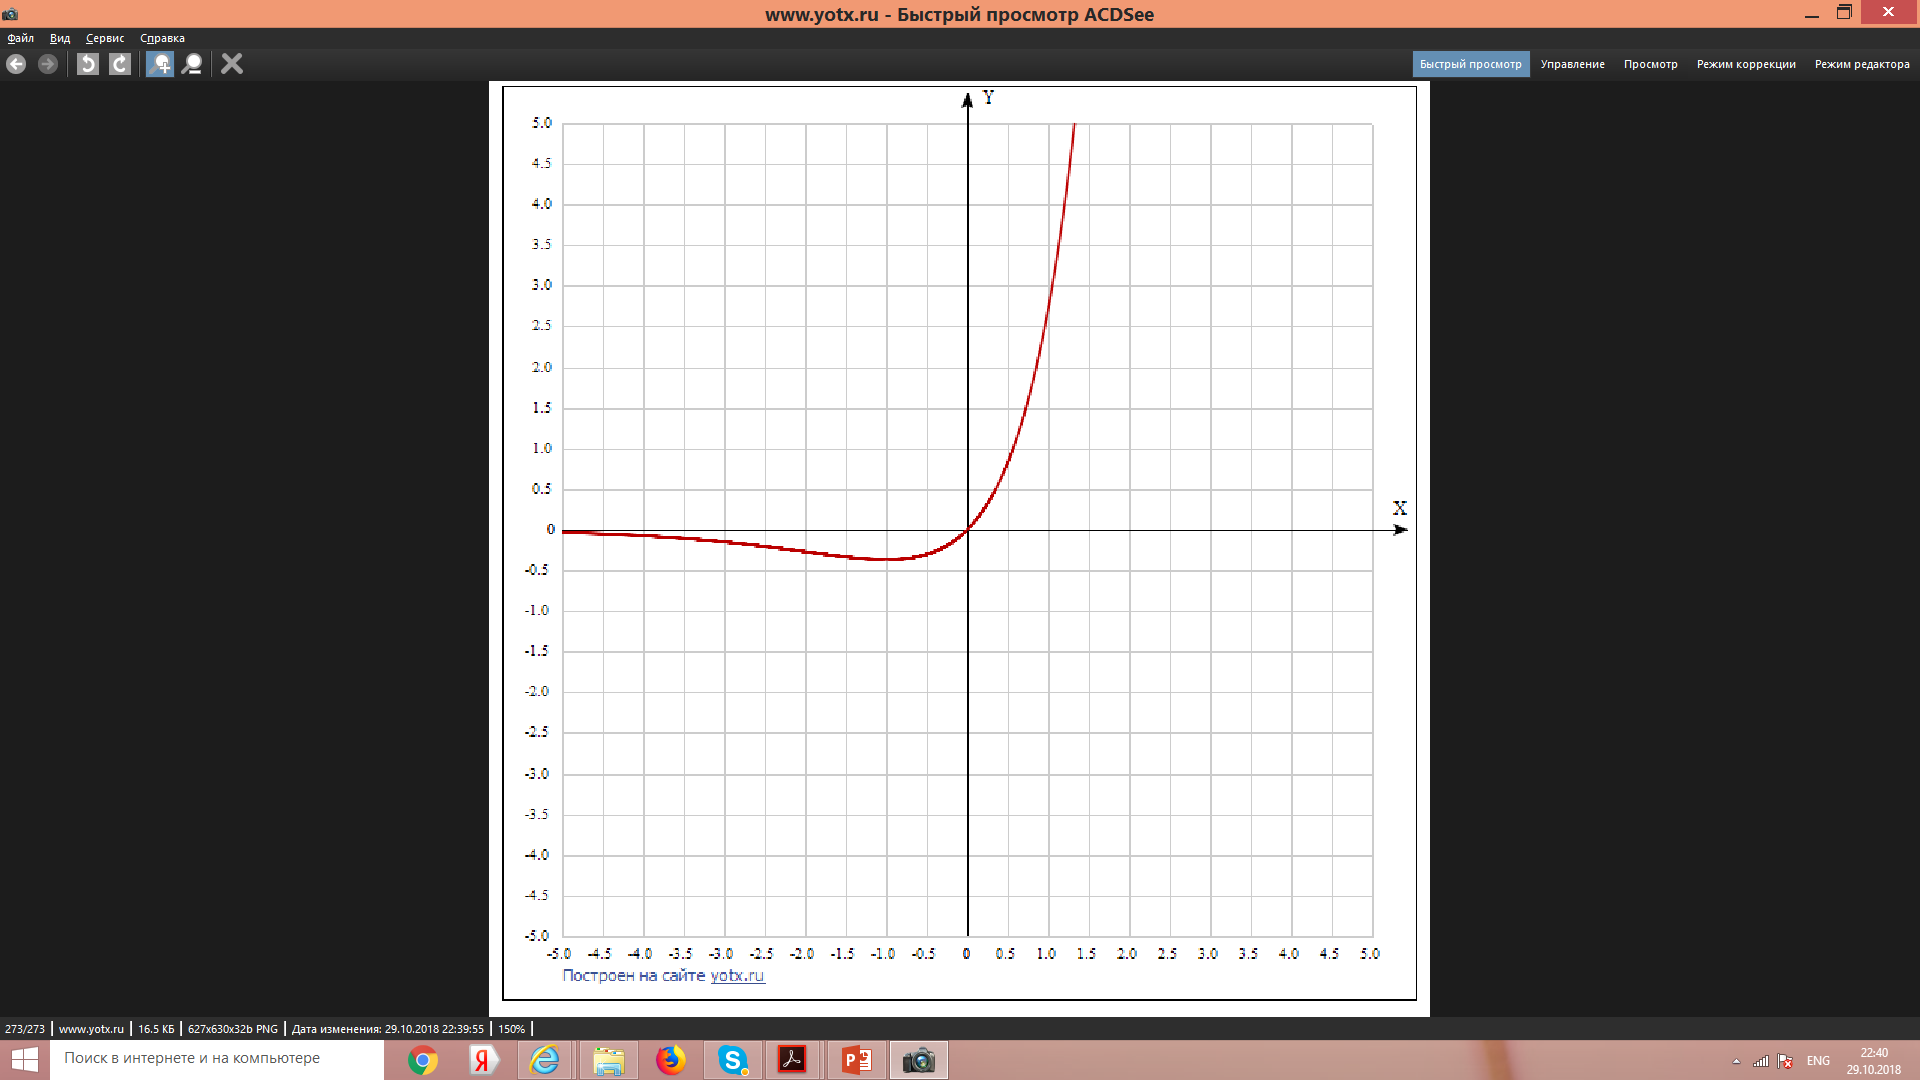 www.yotx.ru - Быстрый просмотр ACDSee
Файл Вид Сервис Справка
Быстрый просмотр Управление Просмотр Режим коррекции Режим редактора
Y
5.0
4.5
4.0
3.5
3.0
2.5
2.0
1.5
1.0
0.5
X
0
-0.5
-1.0
-1.5
-2.0
-2.5
-3.0
-3.5
-4.0
-4.5
-5.0
-5.0 -4.5 -4.0 -3.5 -3.0 -2.5 -2.0 -1.5 -1.0 -0.5 0 0.5 1.0 1.5 2.0 2.5 3.0 3.5 4.0 4.5 5.0
Построен на сайте yotx.ru
273/273 www.yotx.ru 16.5 КБ 627x630x32b PNG Дата изменения: 29.10.2018 22:39:55 150%
Поиск в интернете и на компьютере
Я
S
P
ENG
22:40
29.10.2018